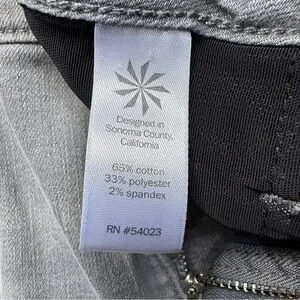 Designed in
Sonoma County,
California
65% cotton
33% polyester
2% spandex
RN #54023